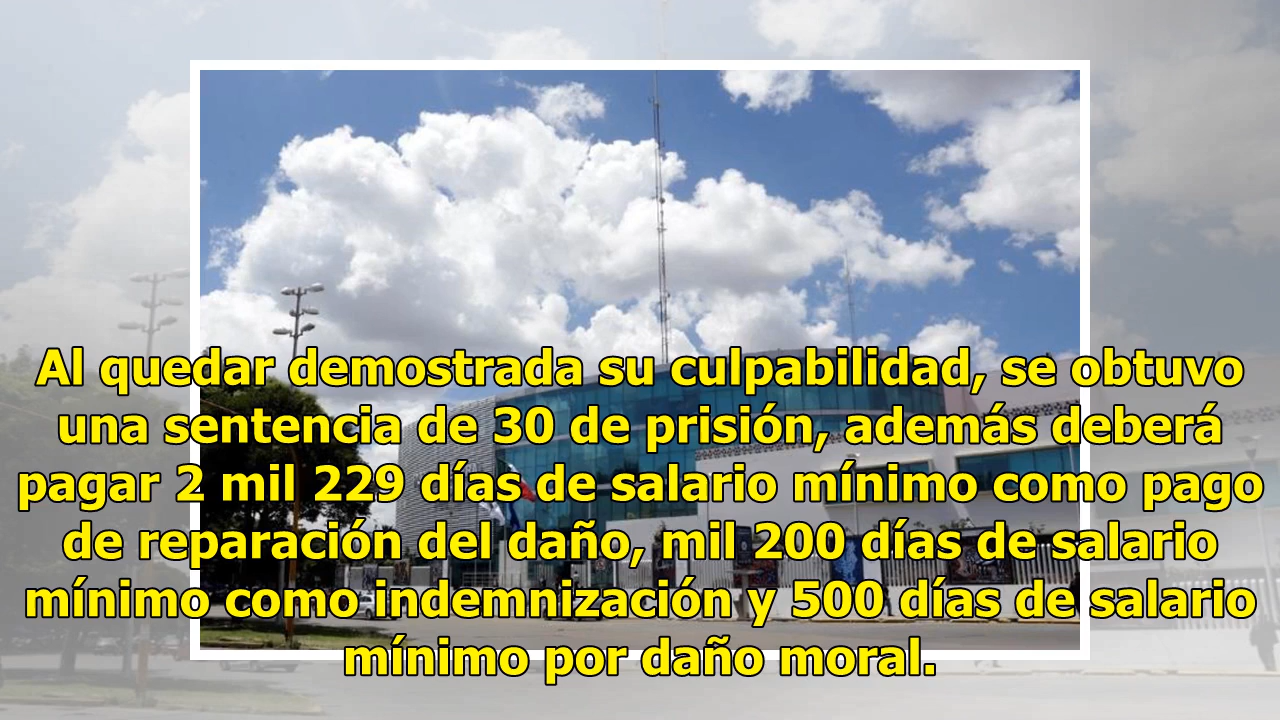 Al quedar demostrada su culpabilidad, se obtuvo
una sentencia de 30 de prisión, además deberá
pagar 2 mil 229 días de salario mínimo como pago
de reparación del daño, mil 200 días de salario
mínimo como indemnización y 500 días de salario
mínimo por daño moral.